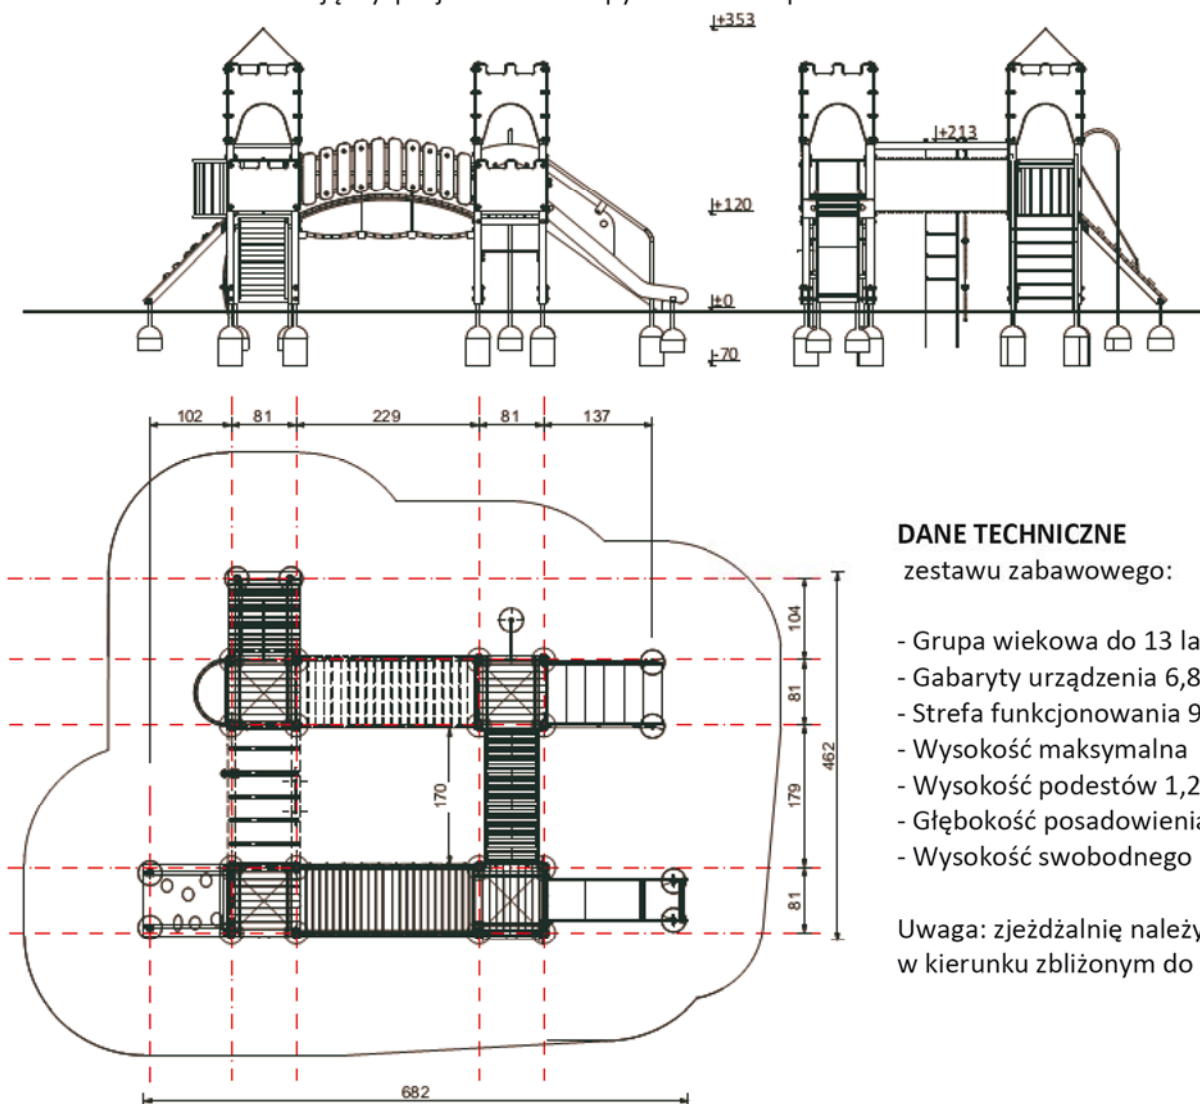 +353
+213
+120
±0
-70
102 81 229 81 137
104
81
179
81
462
170
682
DANE TECHNICZNE
zestawu zabawowego:
- Grupa wiekowa do 13 la
- Gabaryty urządzenia 6,8
- Strefa funkcjonowania 9
- Wysokość maksymalna
- Wysokość podestów 1,2
- Głębokość posadowienia
- Wysokość swobodnego
Uwaga: zjeżdżalnię należy
w kierunku zbliżonym do